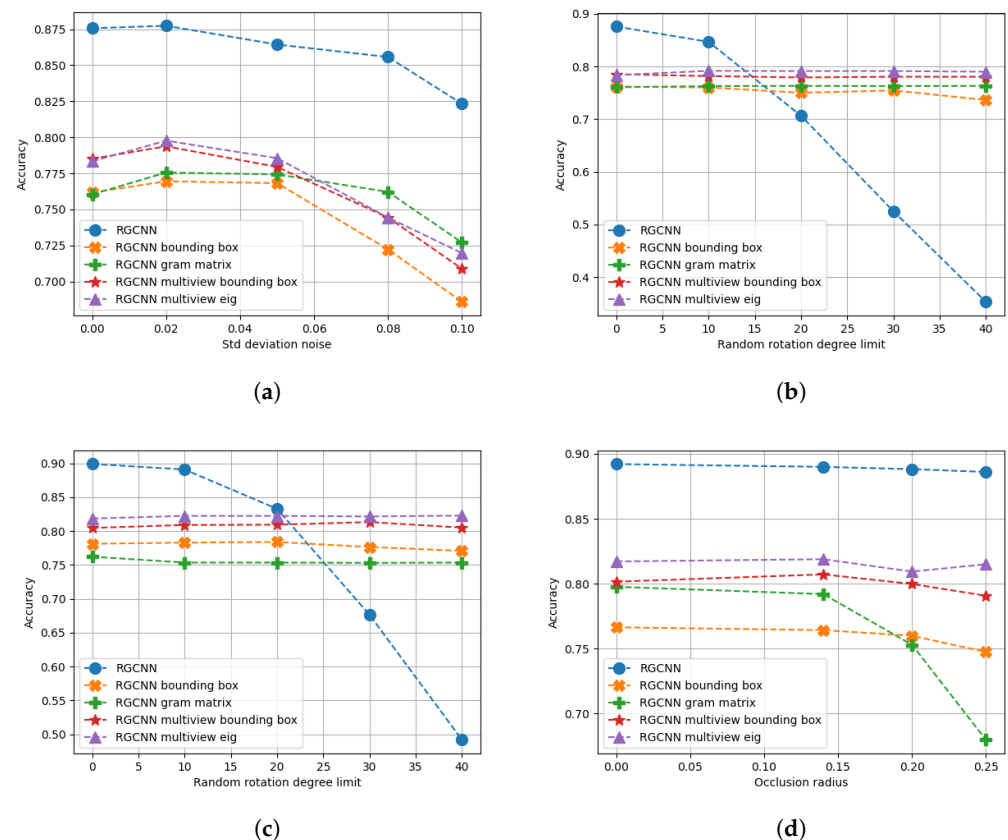 0.875
0.850
0.825
0.800
0.775
0.750
0.725
0.700
Accuracy
RGCNN
RGCNN bounding box
RGCNN gram matrix
RGCNN multiview bounding box
RGCNN multiview eig
0.00 0.02 0.04 0.06 0.08 0.10
Std deviation noise
(a)
0.9
0.8
0.7
0.6
0.5
0.4
Accuracy
RGCNN
RGCNN bounding box
RGCNN gram matrix
RGCNN multiview bounding box
RGCNN multiview eig
0 5 10 15 20 25 30 35 40
Random rotation degree limit
(b)
0.90
0.85
0.80
0.75
0.70
0.65
0.60
0.55
0.50
Accuracy
RGCNN
RGCNN bounding box
RGCNN gram matrix
RGCNN multiview bounding box
RGCNN multiview eig
0 5 10 15 20 25 30 35 40
Random rotation degree limit
(c)
0.90
0.85
0.80
0.75
0.70
Accuracy
RGCNN
RGCNN bounding box
RGCNN gram matrix
RGCNN multiview bounding box
RGCNN multiview eig
0.00 0.05 0.10 0.15 0.20 0.25
Occlusion radius
(d)